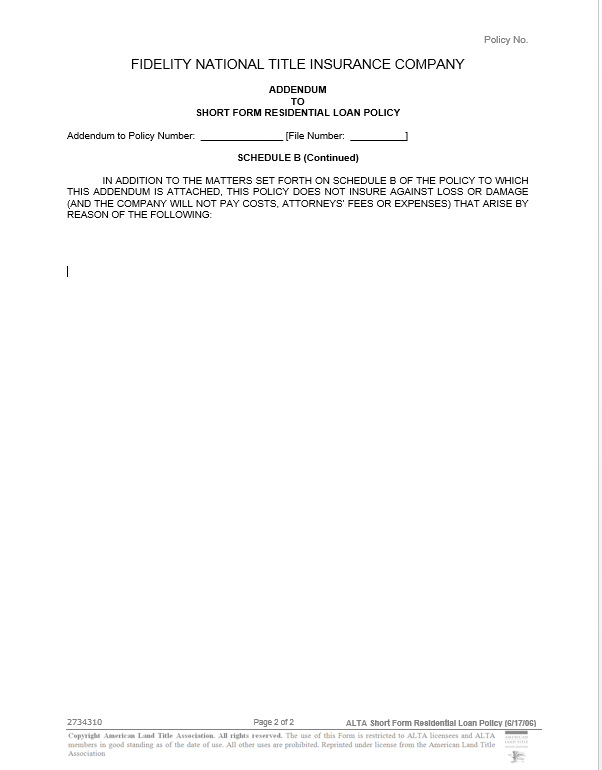 Policy No.
FIDELITY NATIONAL TITLE INSURANCE COMPANY
ADDENDUM
TO
SHORT FORM RESIDENTIAL LOAN POLICY
Addendum to Policy Number: _______________ [File Number: __________]
SCHEDULE B (Continued)
IN ADDITION TO THE MATTERS SET FORTH ON SCHEDULE B OF THE POLICY TO WHICH
THIS ADDENDUM IS ATTACHED, THIS POLICY DOES NOT INSURE AGAINST LOSS OR DAMAGE
(AND THE COMPANY WILL NOT PAY COSTS, ATTORNEYS' FEES OR EXPENSES) THAT ARISE BY
REASON OF THE FOLLOWING:
2734310 Page 2 of 2 ALTA Short Form Residential Loan Policy (6/17/06)
Copyright American Land Title Association. All rights reserved. The use of this Form is restricted to ALTA licensees and ALTA
members in good standing as of the date of use. All other uses are prohibited. Reprinted under license from the American Land Title
Association
AMERICAN
LAND TITLE